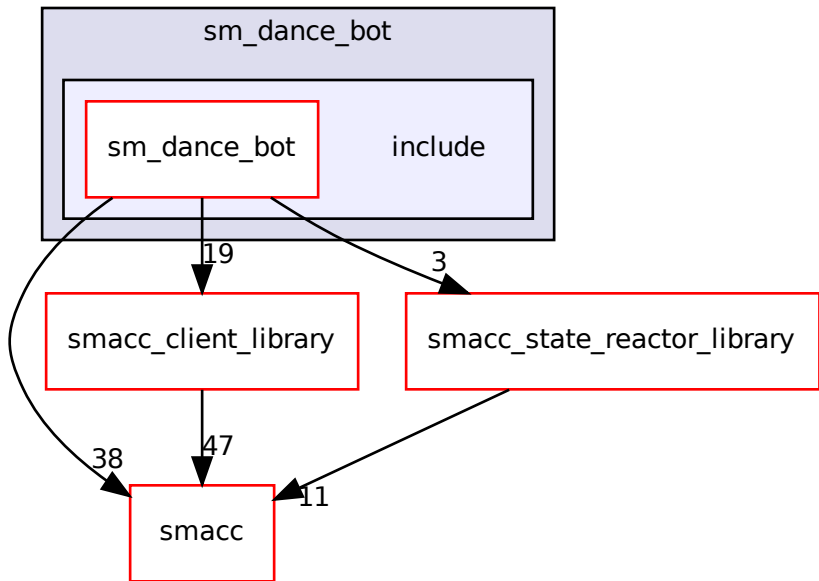 sm_dance_bot
sm_dance_bot
include
19
3
smacc_client_library
smacc_state_reactor_library
38
47
11
smacc